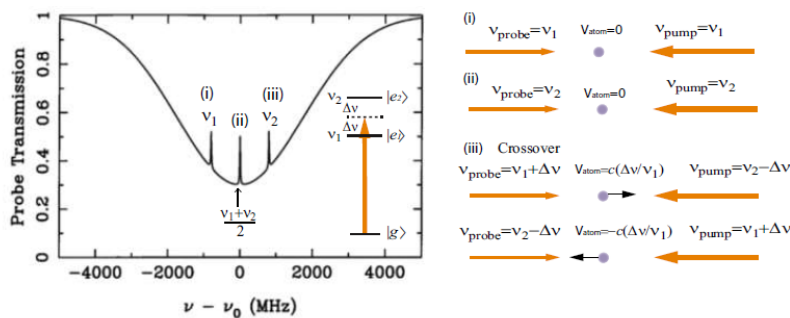 Probe Transmission
1
0.8
0.6
0.4
0.2
0
−4000
−2000
0
2000
4000
ν − ν₀ (MHz)
(i)
ν₁
(ii)
(iii)
ν₂
ν₁+ν₂
2
ν₂
|e₂>
Δν
Δν
ν₁
|e>
|g>
(i)
νprobe=ν₁
Vatom=0
νpump=ν₁
(ii)
νprobe=ν₂
Vatom=0
νpump=ν₂
(iii) Crossover
νprobe=ν₁+Δν
Vatom=c(Δν/ν₁)
νpump=ν₂−Δν
νprobe=ν₂−Δν
Vatom=−c(Δν/ν₁)
νpump=ν₁+Δν